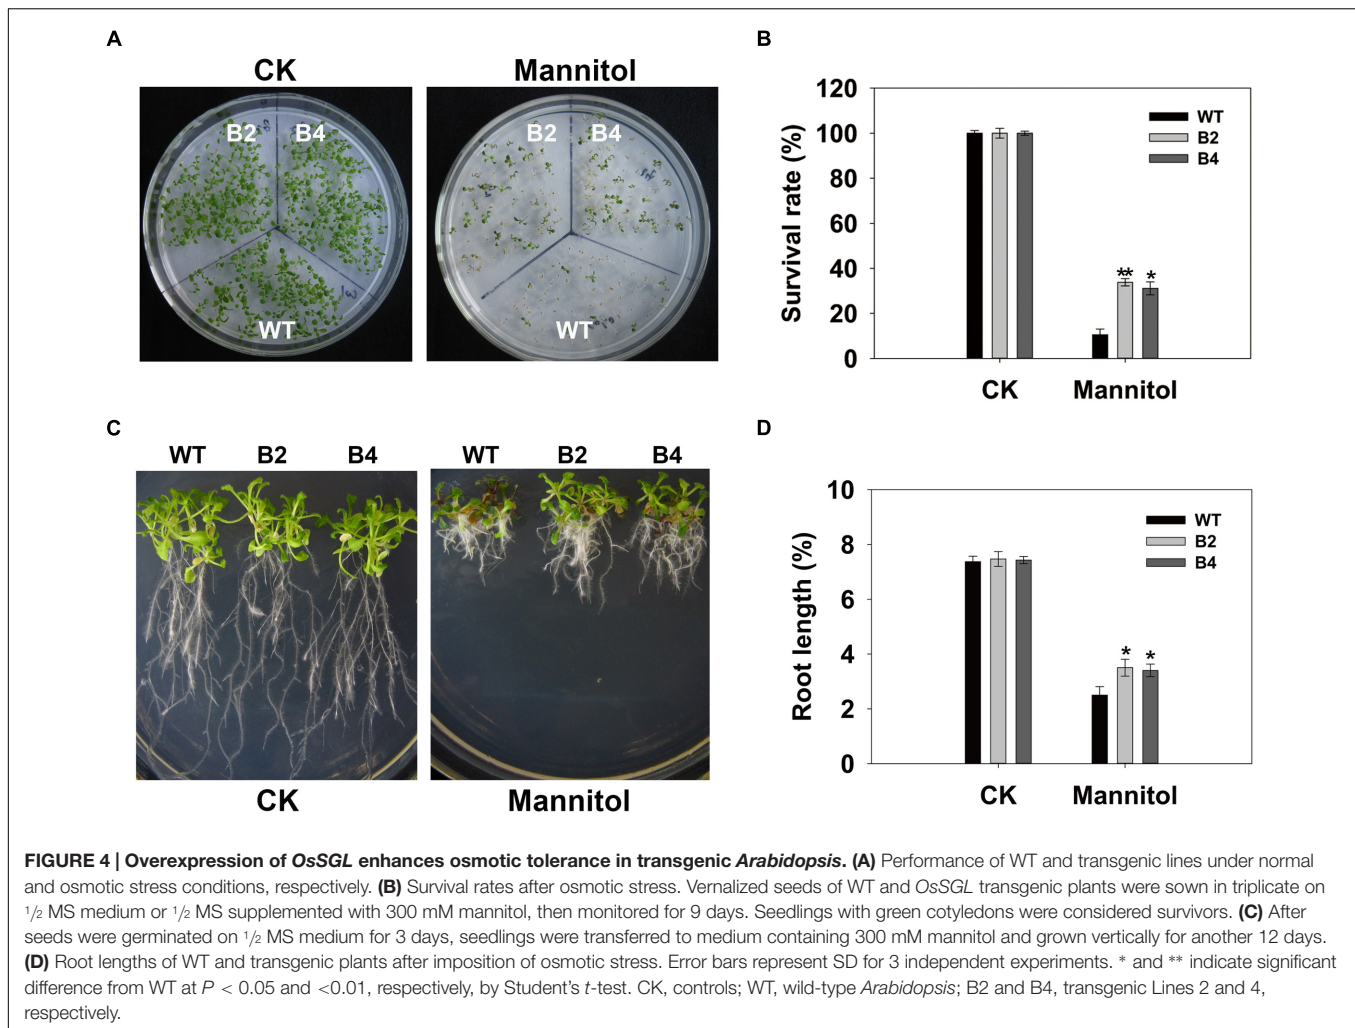 A
CK
Mannitol
B2
B4
WT
B2
B4
WT
B
120
100
80
60
40
20
0
Survival rate (%)
WT
B2
B4
**
*
CK
Mannitol
C
WT
B2
B4
WT
B2
B4
CK
Mannitol
D
10
8
6
4
2
0
Root length (%)
WT
B2
B4
*
*
CK
Mannitol
FIGURE 4 | Overexpression of OsSGL enhances osmotic tolerance in transgenic Arabidopsis. (A) Performance of WT and transgenic lines under normal
and osmotic stress conditions, respectively. (B) Survival rates after osmotic stress. Vernalized seeds of WT and OsSGL transgenic plants were sown in triplicate on
1/2 MS medium or 1/2 MS supplemented with 300 mM mannitol, then monitored for 9 days. Seedlings with green cotyledons were considered survivors. (C) After
seeds were germinated on 1/2 MS medium for 3 days, seedlings were transferred to medium containing 300 mM mannitol and grown vertically for another 12 days.
(D) Root lengths of WT and transgenic plants after imposition of osmotic stress. Error bars represent SD for 3 independent experiments. * and ** indicate significant
difference from WT at P < 0.05 and <0.01, respectively, by Student's t-test. CK, controls; WT, wild-type Arabidopsis; B2 and B4, transgenic Lines 2 and 4,
respectively.